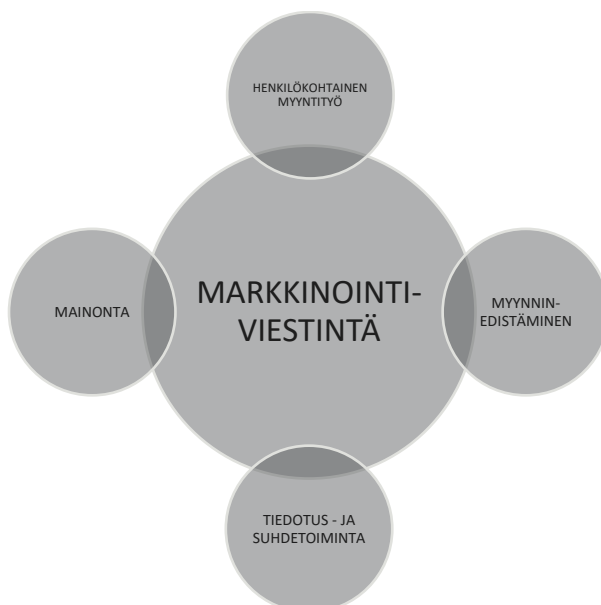 HENKILÖKOHTAINEN
MYYNTITYÖ
MAINONTA
MARKKINOINTI-
VIESTINTÄ
MYYNNIN-
EDISTÄMINEN
TIEDOTUS - JA
SUHDETOIMINTA